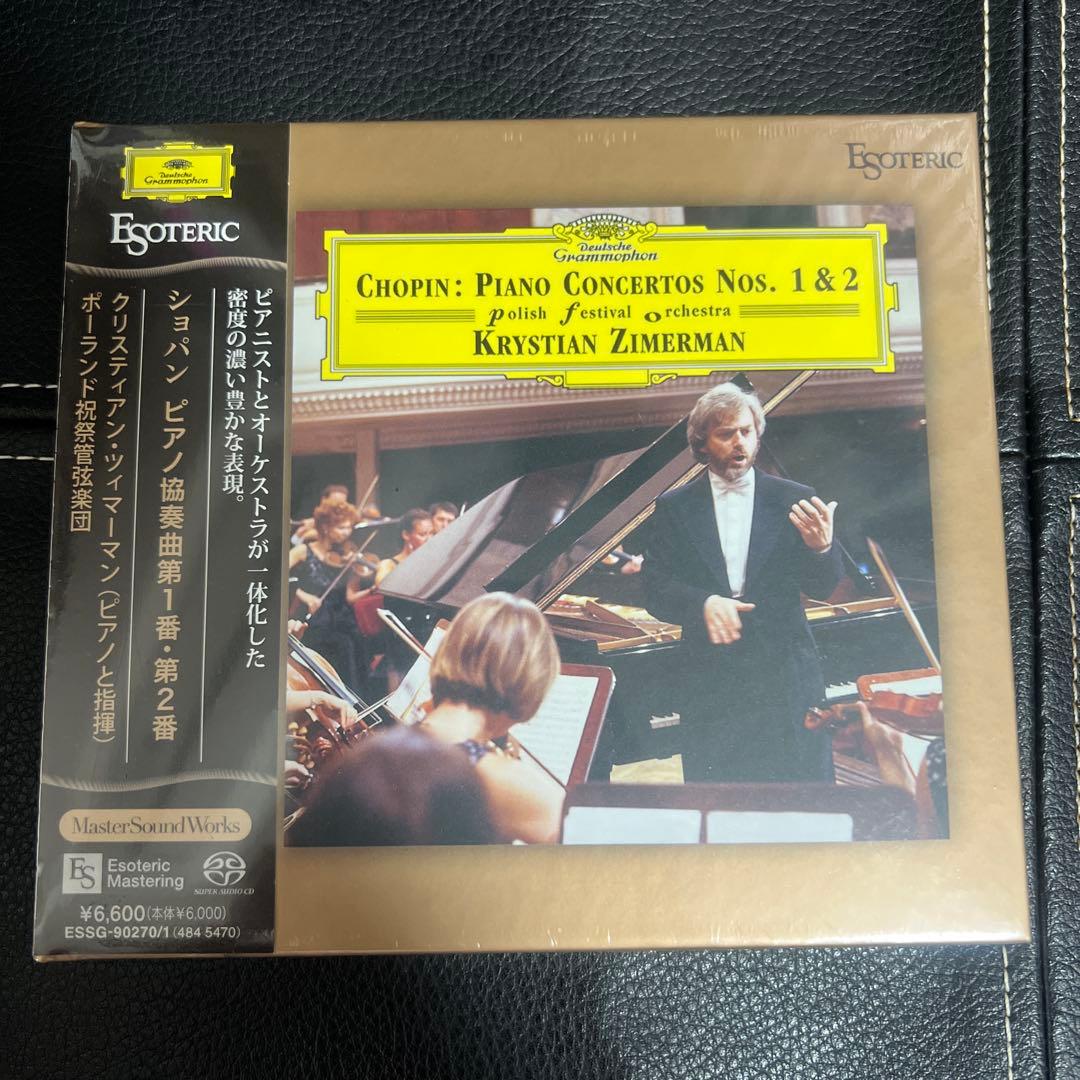 Deutsche
Grammophon
ESOTERIC
ピアニストとオーケストラが一体化した
密度の濃い豊かな表現。
ショパン ピアノ協奏曲第1番・第2番
クリスティアン・ツィマーマン(ピアノと指揮)
ポーランド祝祭管弦楽団
MasterSoundWorks
ES
Esoteric
Mastering
SUPER AUDIO CD
¥6,600(本体¥6,000)
ESSG-90270/1(484 5470)
ESOTERIC
Deutsche
Grammophon
CHOPIN: PIANO CONCERTOS NOS. 1 & 2
polish festival orchestra
KRYSTIAN ZIMERMAN